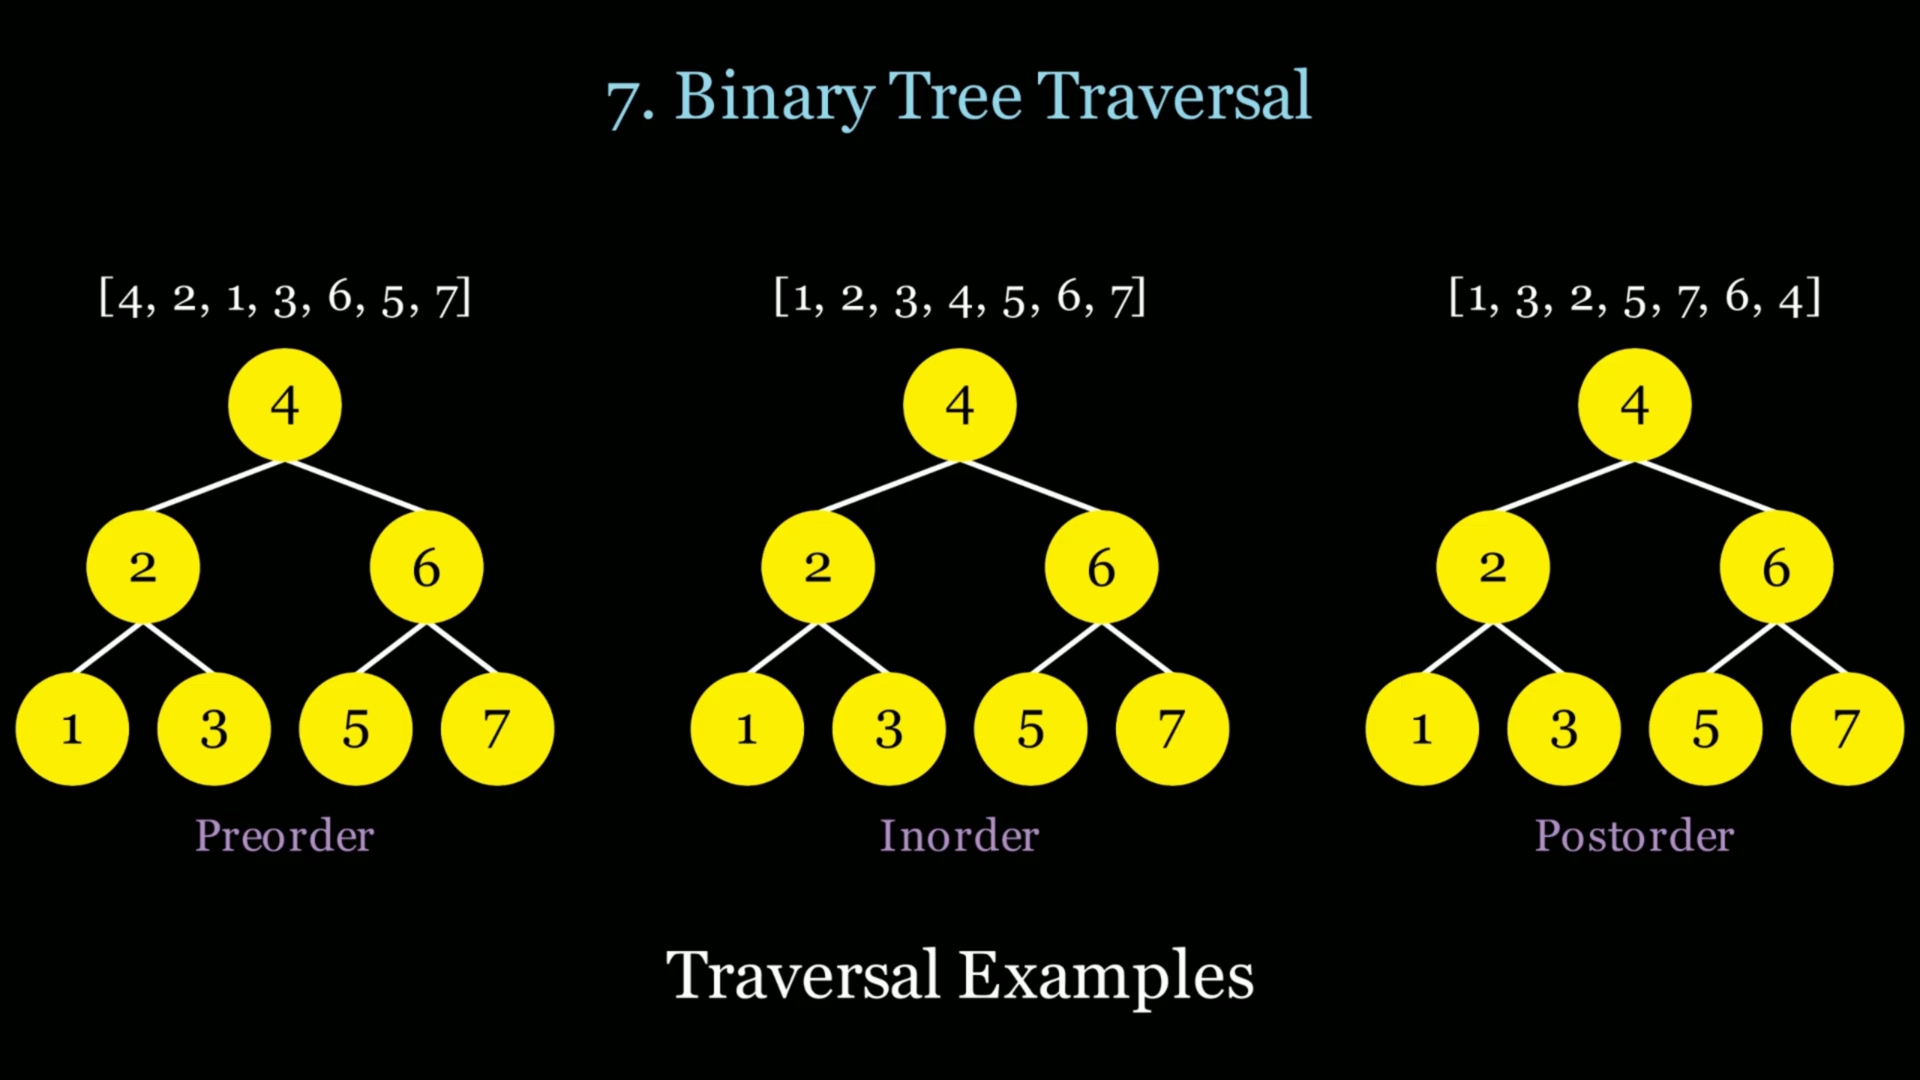 7. Binary Tree Traversal
[4, 2, 1, 3, 6, 5, 7]
4
2 6
1 3 5 7
Preorder
[1, 2, 3, 4, 5, 6, 7]
4
2 6
1 3 5 7
Inorder
[1, 3, 2, 5, 7, 6, 4]
4
2 6
1 3 5 7
Postorder
Traversal Examples